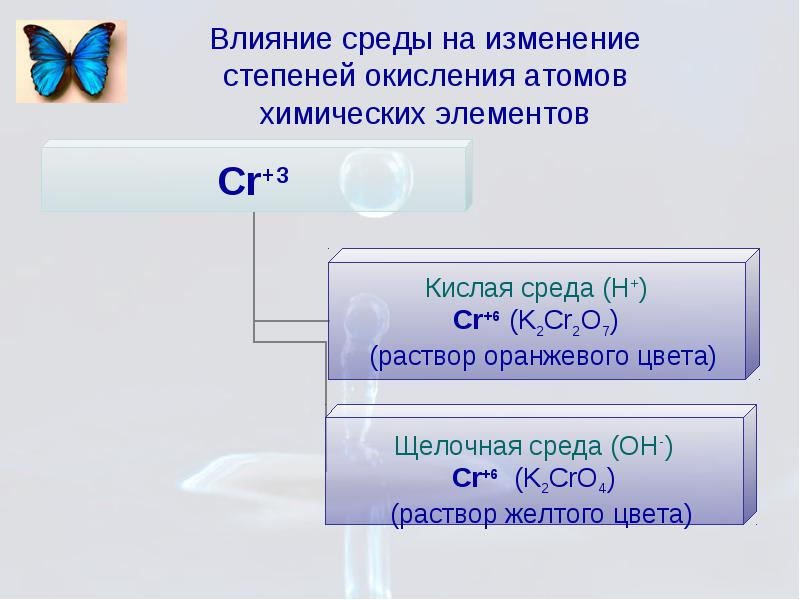 Влияние среды на изменение
степеней окисления атомов
химических элементов
Cr⁺³
Кислая среда (H⁺)
Cr⁺⁶ (K₂Cr₂O₇)
(раствор оранжевого цвета)
Щелочная среда (OH⁻)
Cr⁺⁶ (K₂CrO₄)
(раствор желтого цвета)